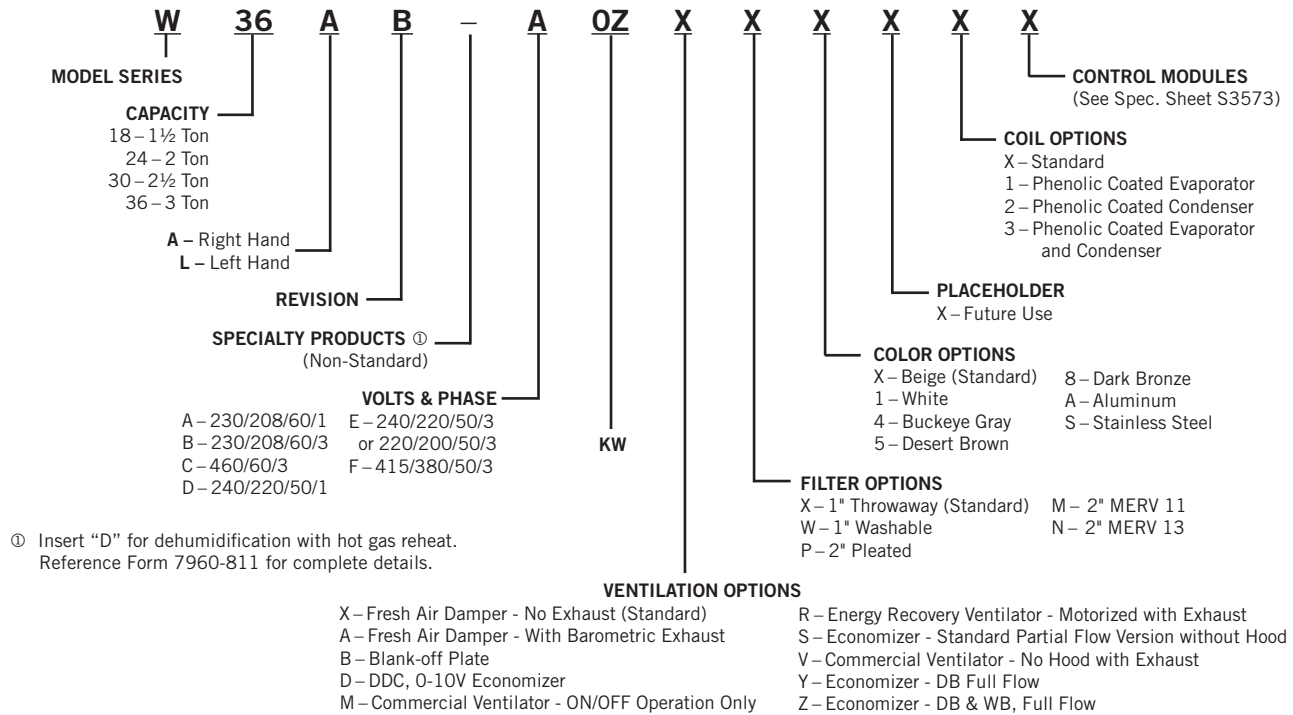 W 36 A B – A 0Z X X X X X X
MODEL SERIES
CAPACITY
18 – 1½ Ton
24 – 2 Ton
30 – 2½ Ton
36 – 3 Ton
A – Right Hand
L – Left Hand
REVISION
SPECIALTY PRODUCTS ①
(Non-Standard)
VOLTS & PHASE
A – 230/208/60/1
B – 230/208/60/3
C – 460/60/3
D – 240/220/50/1
E – 240/220/50/3
or 220/200/50/3
F – 415/380/50/3
KW
VENTILATION OPTIONS
X – Fresh Air Damper - No Exhaust (Standard)
A – Fresh Air Damper - With Barometric Exhaust
B – Blank-off Plate
D – DDC, 0-10V Economizer
M – Commercial Ventilator - ON/OFF Operation Only
R – Energy Recovery Ventilator - Motorized with Exhaust
S – Economizer - Standard Partial Flow Version without Hood
V – Commercial Ventilator - No Hood with Exhaust
Y – Economizer - DB Full Flow
Z – Economizer - DB & WB, Full Flow
FILTER OPTIONS
X – 1" Throwaway (Standard)
W – 1" Washable
P – 2" Pleated
M – 2" MERV 11
N – 2" MERV 13
COLOR OPTIONS
X – Beige (Standard)
1 – White
4 – Buckeye Gray
5 – Desert Brown
8 – Dark Bronze
A – Aluminum
S – Stainless Steel
PLACEHOLDER
X – Future Use
COIL OPTIONS
X – Standard
1 – Phenolic Coated Evaporator
2 – Phenolic Coated Condenser
3 – Phenolic Coated Evaporator
and Condenser
CONTROL MODULES
(See Spec. Sheet S3573)
① Insert “D” for dehumidification with hot gas reheat.
Reference Form 7960-811 for complete details.